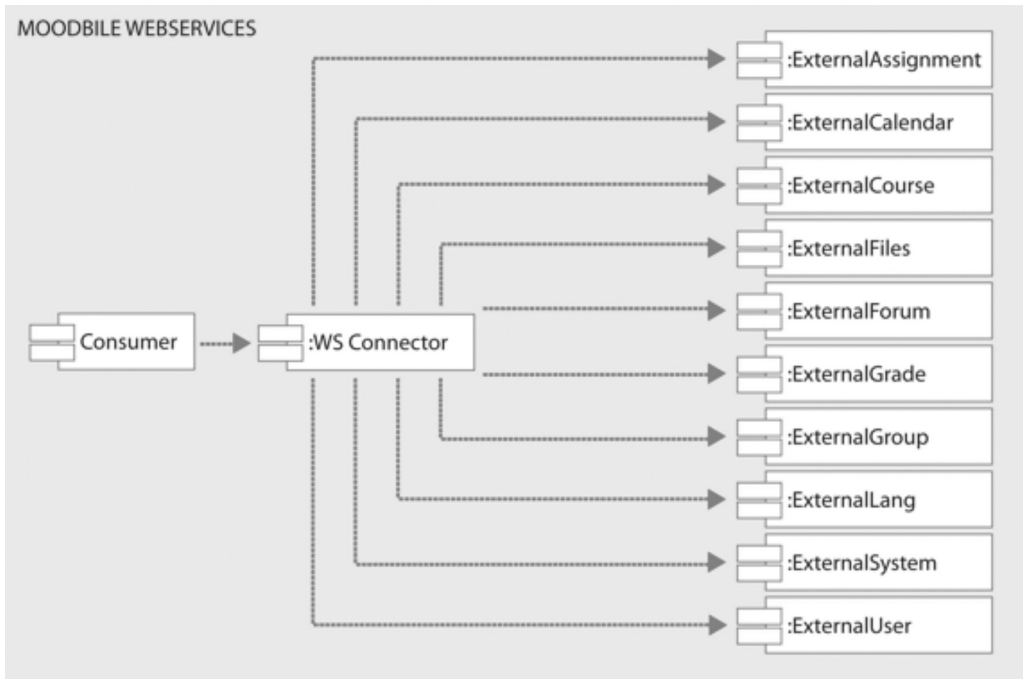 MOODBILE WEBSERVICES
:ExternalAssignment
:ExternalCalendar
:ExternalCourse
:ExternalFiles
:ExternalForum
Consumer
:WS Connector
:ExternalGrade
:ExternalGroup
:ExternalLang
:ExternalSystem
:ExternalUser